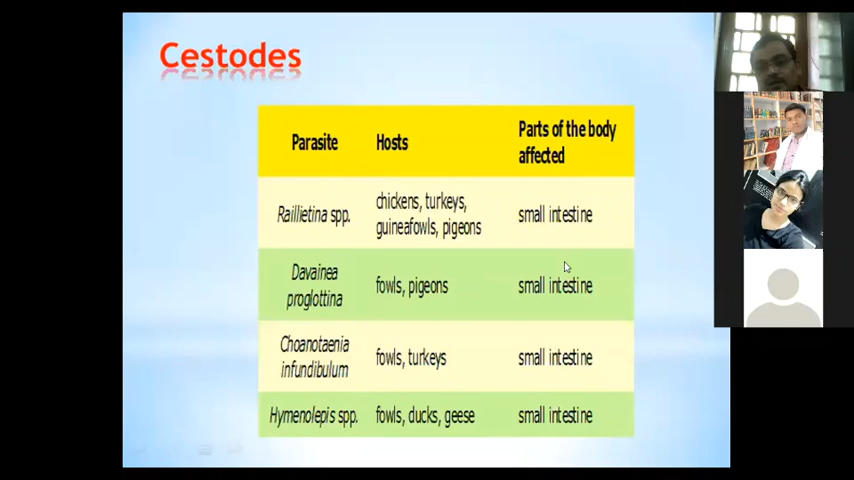 Cestodes
Parasite Hosts Parts of the body
affected
Raillietina spp. chickens, turkeys,
guineafowls, pigeons small intestine
Davainea
proglottina fowls, pigeons small intestine
Choanotaenia
infundibulum fowls, turkeys small intestine
Hymenolepis spp. fowls, ducks, geese small intestine